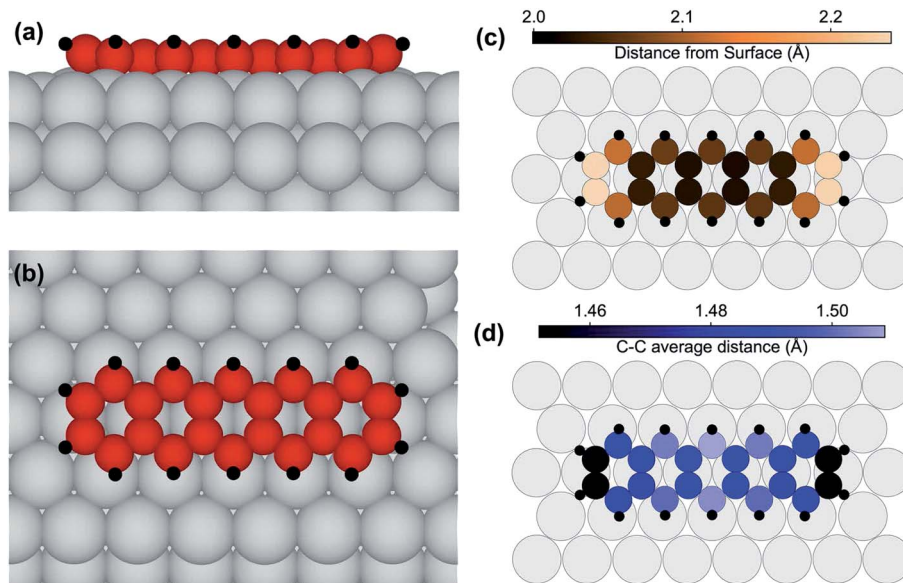 (a)
(b)
(c)
2.0 2.1 2.2
Distance from Surface (Å)
(d)
1.46 1.48 1.50
C-C average distance (Å)